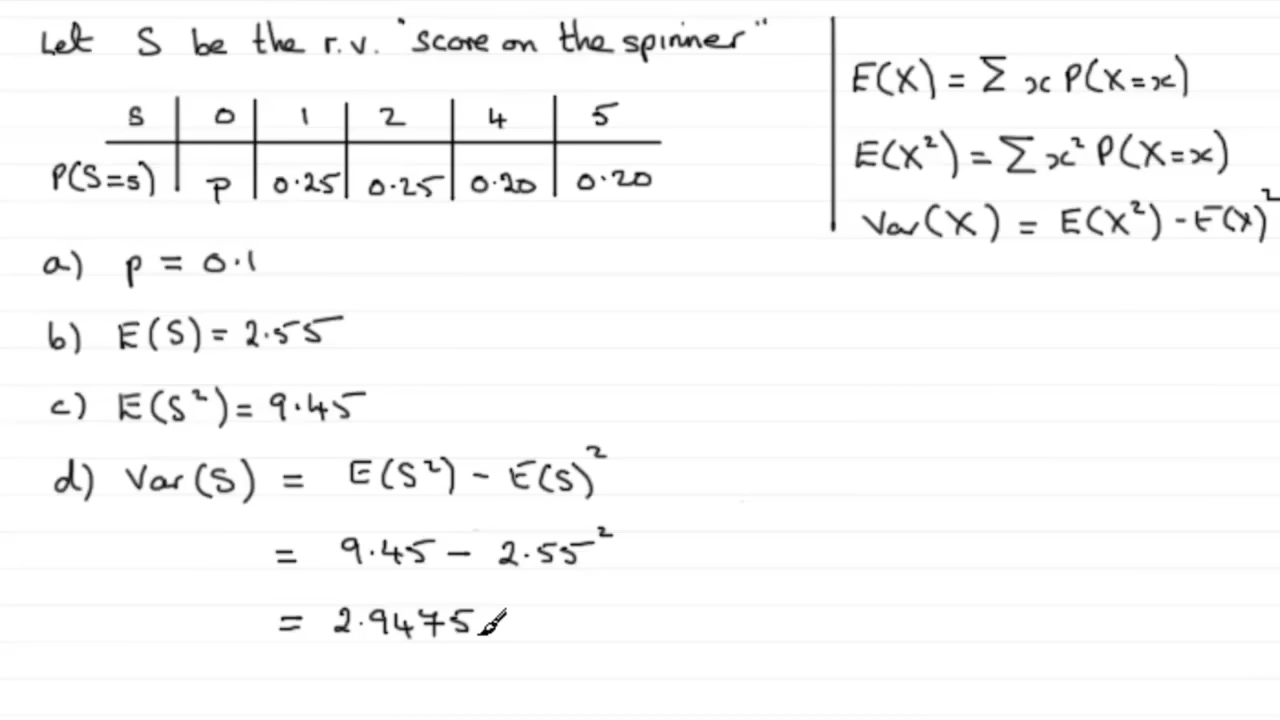 Let S be the r.v. "score on the spinner"
s 0 1 2 4 5
P(S=s) p 0.25 0.25 0.20 0.20
a) p = 0.1
b) E(S) = 2.55
c) E(S²) = 9.45
d) Var(S) = E(S²) - E(S)²
= 9.45 - 2.55²
= 2.9475
E(X) = Σ x P(X=x)
E(X²) = Σ x² P(X=x)
Var(X) = E(X²) - E(X)²